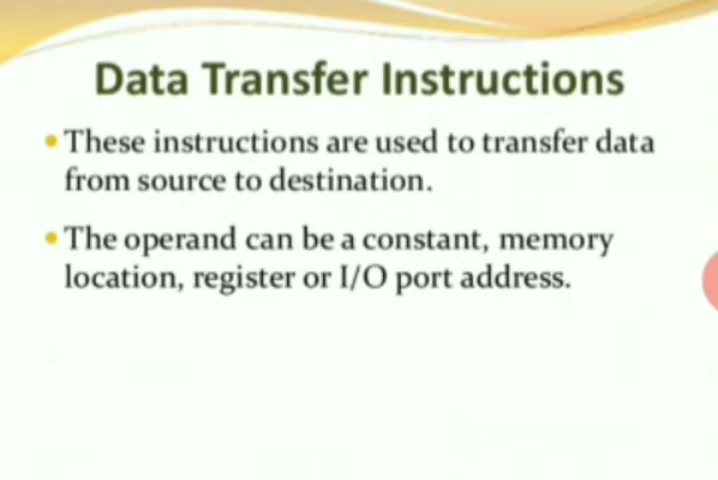 Data Transfer Instructions
• These instructions are used to transfer data
from source to destination.
• The operand can be a constant, memory
location, register or I/O port address.